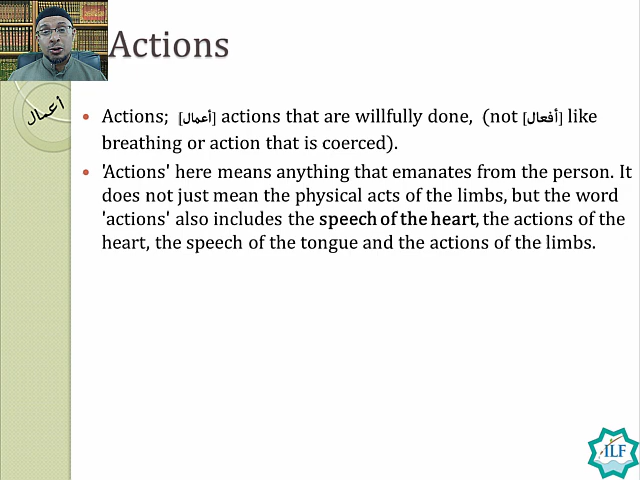 Actions
أعمال
• Actions; [أعمال] actions that are willfully done, (not [أفعال] like
breathing or action that is coerced).
• 'Actions' here means anything that emanates from the person. It
does not just mean the physical acts of the limbs, but the word
'actions' also includes the speech of the heart, the actions of the
heart, the speech of the tongue and the actions of the limbs.
ILF